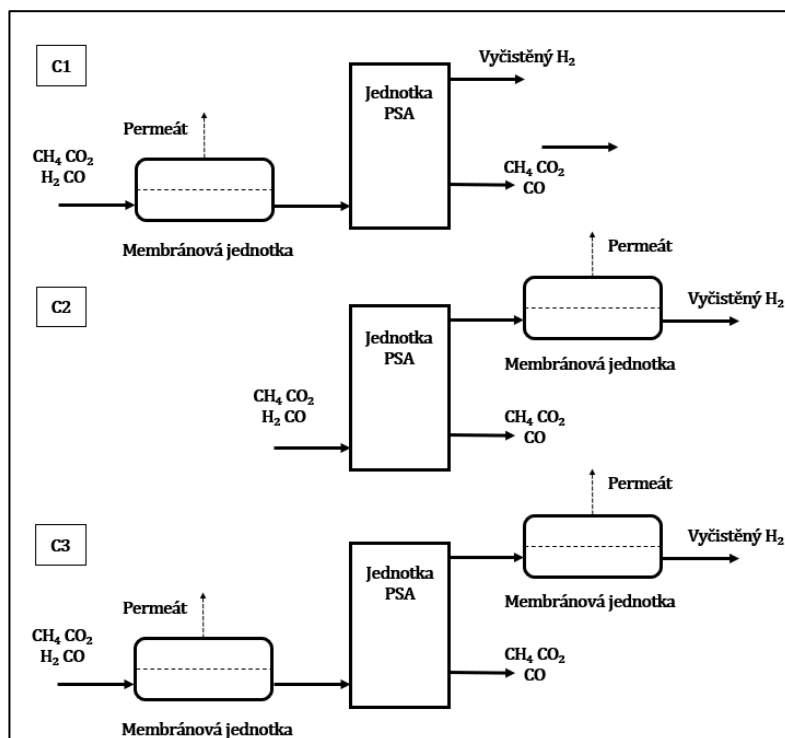 C1
Vyčistěný H₂
Jednotka
PSA
Permeát
CH₄ CO₂
H₂ CO
CH₄ CO₂
CO
Membránová jednotka
Permeát
C2
Vyčistěný H₂
Jednotka
PSA
Membránová jednotka
CH₄ CO₂
H₂ CO
CH₄ CO₂
CO
Permeát
C3
Vyčistěný H₂
Jednotka
PSA
Membránová jednotka
Permeát
CH₄ CO₂
H₂ CO
CH₄ CO₂
CO
Membránová jednotka